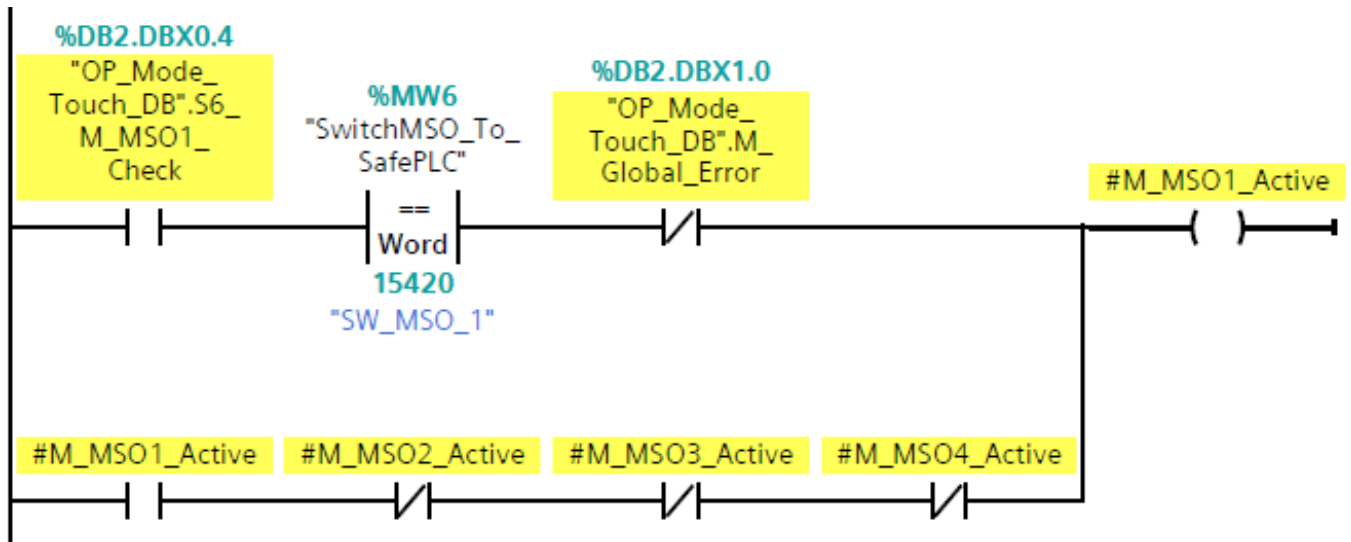 %DB2.DBX0.4
"OP_Mode_
Touch_DB".S6_
M_MSO1_
Check
%MW6
"SwitchMSO_To_
SafePLC"
==
Word
15420
"SW_MSO_1"
%DB2.DBX1.0
"OP_Mode_
Touch_DB".M_
Global_Error
#M_MSO1_Active
#M_MSO1_Active
#M_MSO2_Active
#M_MSO3_Active
#M_MSO4_Active